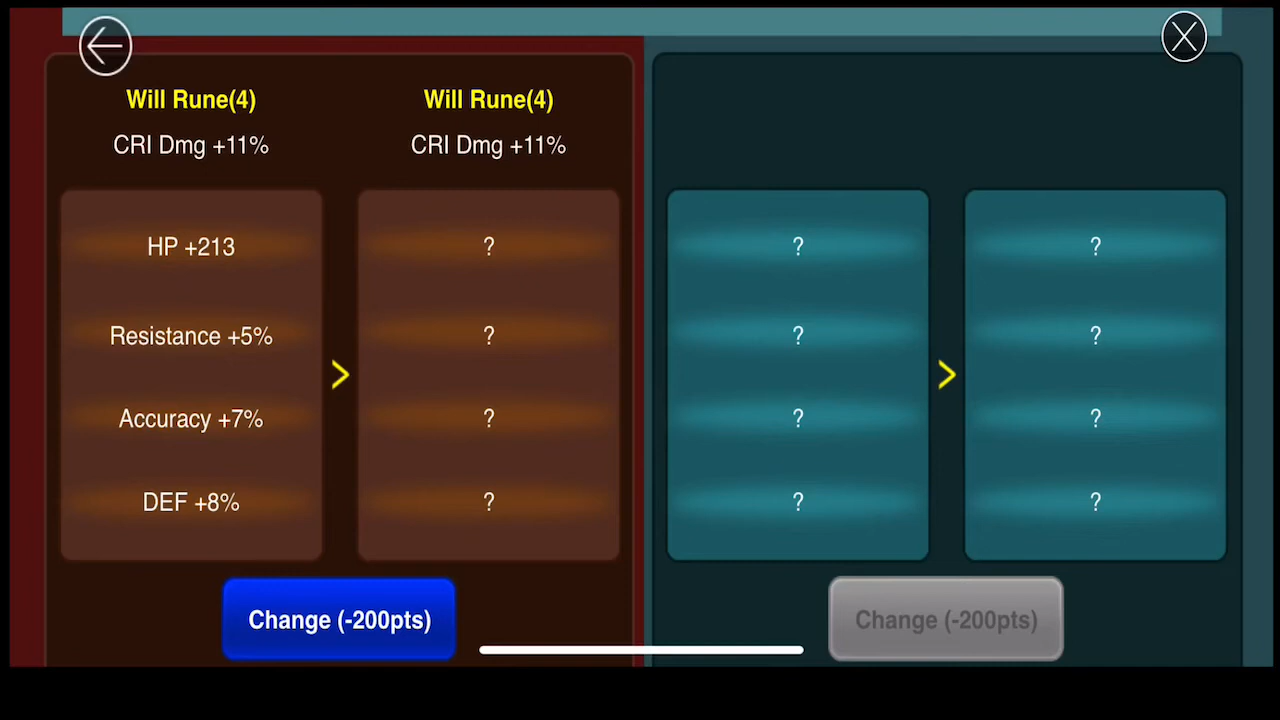 Will Rune(4)
CRI Dmg +11%
HP +213
Resistance +5%
Accuracy +7%
DEF +8%
>
Will Rune(4)
CRI Dmg +11%
?
?
?
?
Change (-200pts)
?
?
?
?
>
?
?
?
?
Change (-200pts)